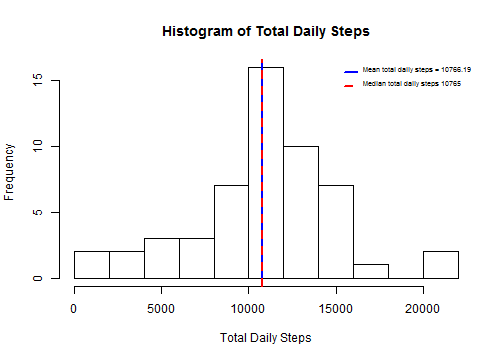 Histogram of Total Daily Steps
Mean total daily steps = 10766.19
Median total daily steps 10765
Frequency
15
10
5
0
0 5000 10000 15000 20000
Total Daily Steps